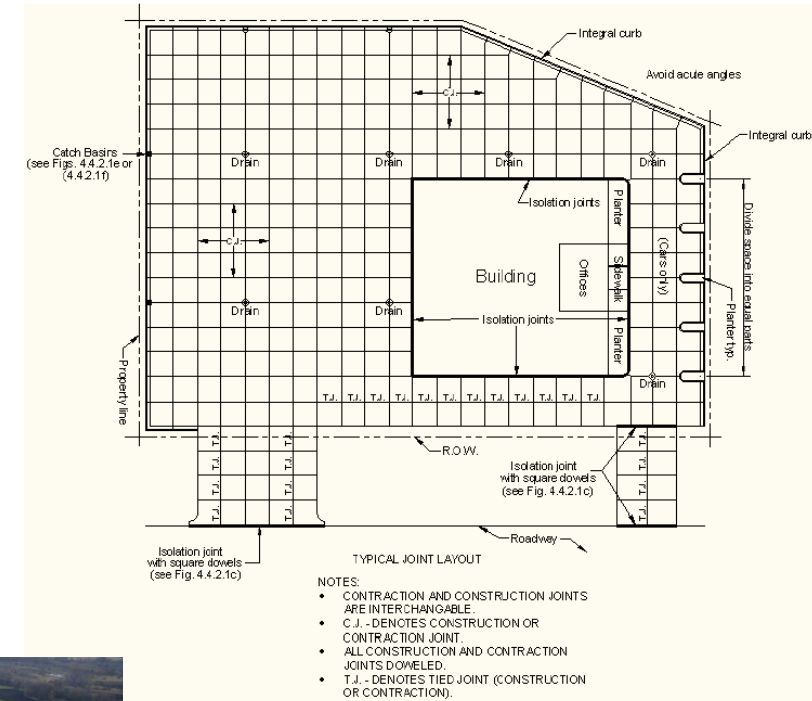 Integral curb
Avoid acute angles
Integral curb
C.J.
Catch Basins
(see Figs. 4.4.2.1e or
(4.4.2.1f)
Drain
Drain
Drain
Drain
Isolation joints
Planter
Divide space into equal parts
C.J.
Building
Offices
Sidewalk
(Cars only)
Planter typ.
Drain
Drain
Isolation joints
Planter
Property line
Drain
T.J. T.J. T.J. T.J. T.J. T.J. T.J. T.J. T.J. T.J. T.J. T.J.
R.O.W.
T.J. T.J. T.J.
T.J. T.J. T.J.
T.J. T.J. T.J.
T.J. T.J. T.J.
Isolation joint
with square dowels
(see Fig. 4.4.2.1c)
Roadway
Isolation joint
with square dowels
(see Fig. 4.4.2.1c)
TYPICAL JOINT LAYOUT
NOTES:
• CONTRACTION AND CONSTRUCTION JOINTS
ARE INTERCHANGABLE.
• C.J. - DENOTES CONSTRUCTION OR
CONTRACTION JOINT.
• ALL CONSTRUCTION AND CONTRACTION
JOINTS DOWELED.
• T.J. - DENOTES TIED JOINT (CONSTRUCTION
OR CONTRACTION).